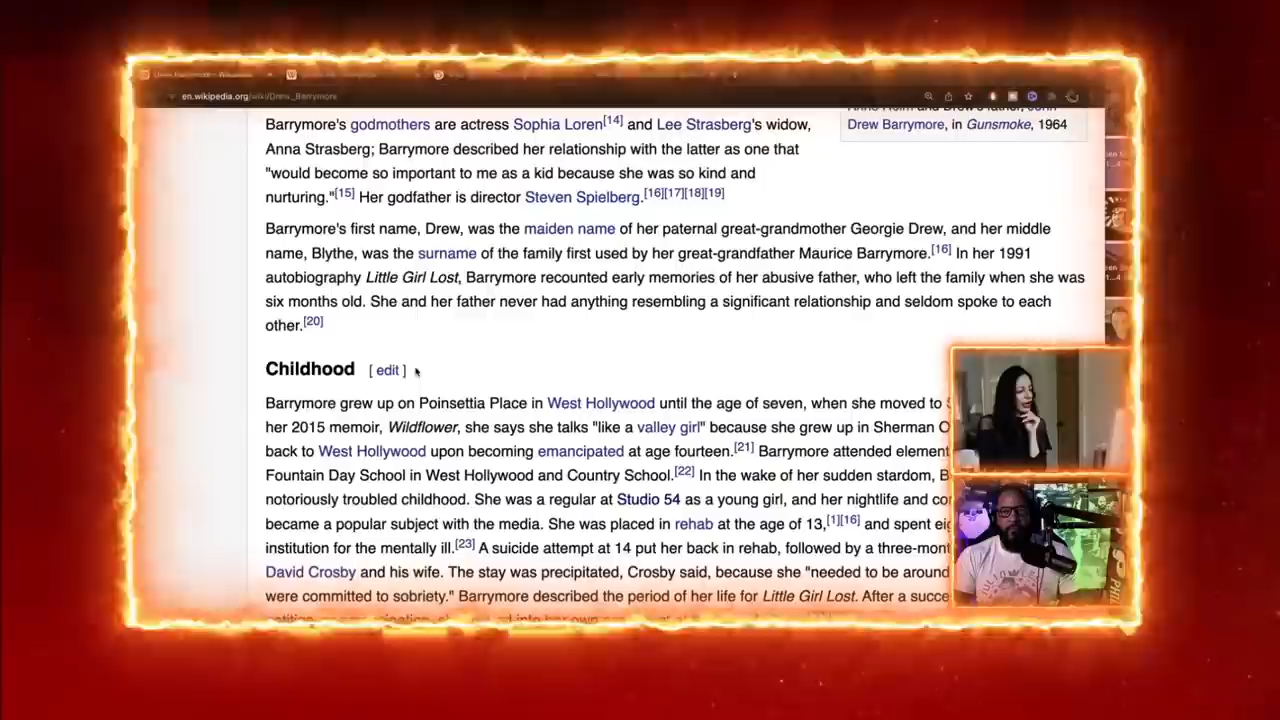 en.wikipedia.org/wiki/Drew_Barrymore
Drew Barrymore, in Gunsmoke, 1964
Barrymore's godmothers are actress Sophia Loren[14] and Lee Strasberg's widow,
Anna Strasberg; Barrymore described her relationship with the latter as one that
"would become so important to me as a kid because she was so kind and
nurturing."[15] Her godfather is director Steven Spielberg.[16][17][18][19]
Barrymore's first name, Drew, was the maiden name of her paternal great-grandmother Georgie Drew, and her middle
name, Blythe, was the surname of the family first used by her great-grandfather Maurice Barrymore.[16] In her 1991
autobiography Little Girl Lost, Barrymore recounted early memories of her abusive father, who left the family when she was
six months old. She and her father never had anything resembling a significant relationship and seldom spoke to each
other.[20]
Childhood [ edit ]
Barrymore grew up on Poinsettia Place in West Hollywood until the age of seven, when she moved to
her 2015 memoir, Wildflower, she says she talks "like a valley girl" because she grew up in Sherman O
back to West Hollywood upon becoming emancipated at age fourteen.[21] Barrymore attended element
Fountain Day School in West Hollywood and Country School.[22] In the wake of her sudden stardom, B
notoriously troubled childhood. She was a regular at Studio 54 as a young girl, and her nightlife and co
became a popular subject with the media. She was placed in rehab at the age of 13,[1][16] and spent eig
institution for the mentally ill.[23] A suicide attempt at 14 put her back in rehab, followed by a three-mont
David Crosby and his wife. The stay was precipitated, Crosby said, because she "needed to be around
were committed to sobriety." Barrymore described the period of her life for Little Girl Lost. After a succe